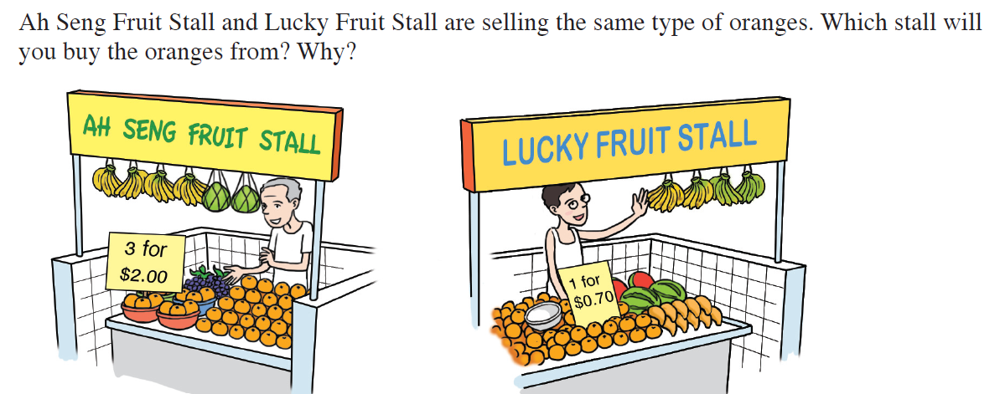 Ah Seng Fruit Stall and Lucky Fruit Stall are selling the same type of oranges. Which stall will
you buy the oranges from? Why?
AH SENG FRUIT STALL
3 for
$2.00
LUCKY FRUIT STALL
1 for
$0.70